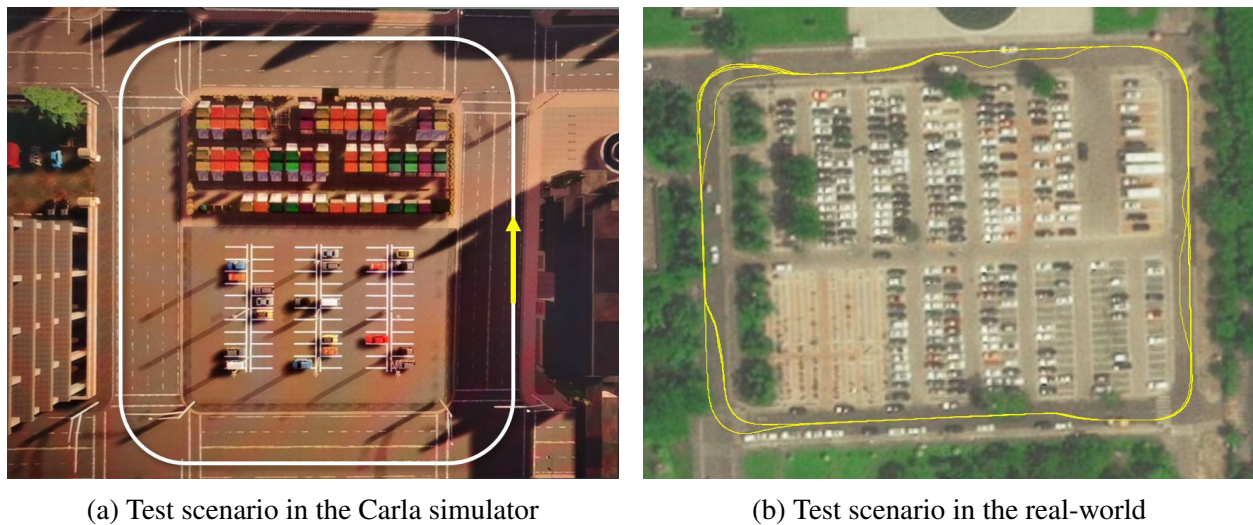 (a) Test scenario in the Carla simulator
(b) Test scenario in the real-world